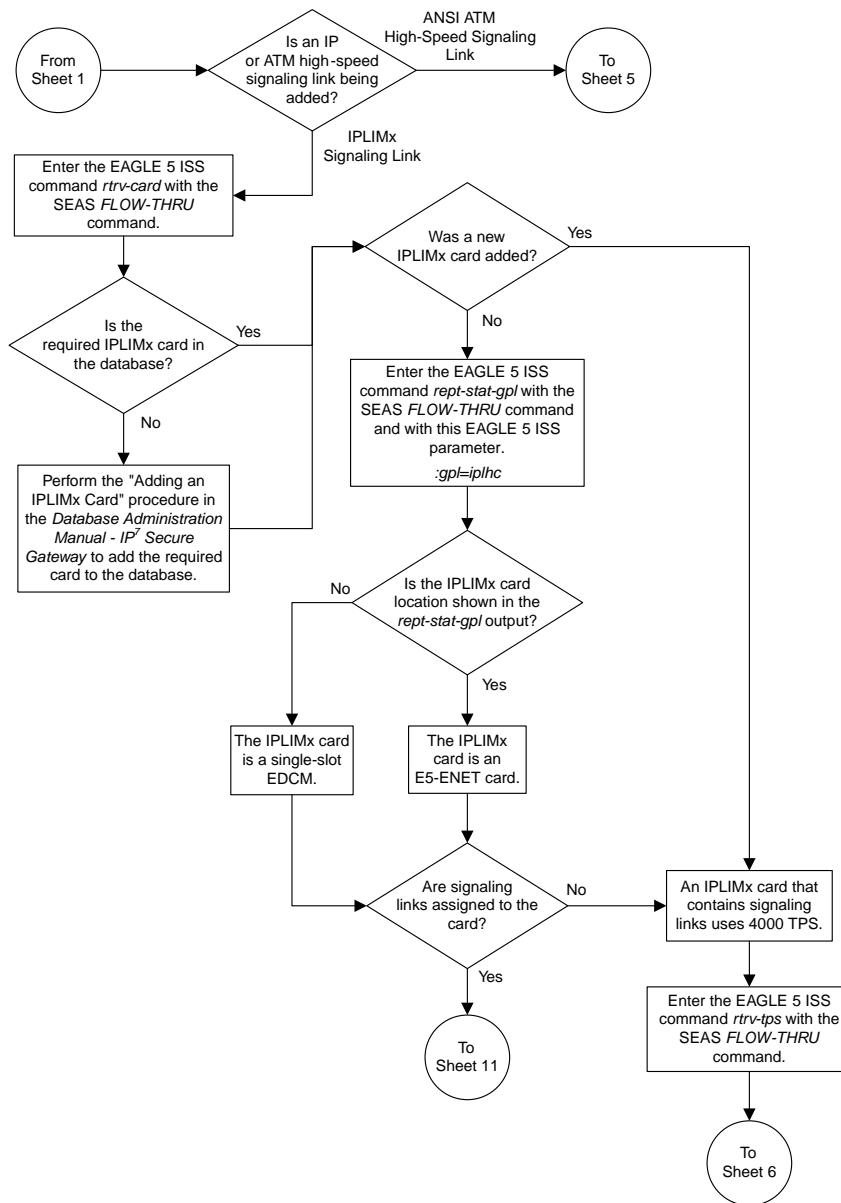 From
Sheet 1
Is an IP
or ATM high-speed
signaling link being
added?
ANSI ATM
High-Speed Signaling
Link
To
Sheet 5
IPLIMx
Signaling Link
Enter the EAGLE 5 ISS
command rtrv-card with the
SEAS FLOW-THRU
command.
Is the
required IPLIMx card in
the database?
Yes
No
Perform the "Adding an
IPLIMx Card" procedure in
the Database Administration
Manual - IP⁷ Secure
Gateway to add the required
card to the database.
Was a new
IPLIMx card added?
Yes
No
Enter the EAGLE 5 ISS
command rept-stat-gpl with the
SEAS FLOW-THRU command
and with this EAGLE 5 ISS
parameter.
:gpl=iplhc
Is the IPLIMx card
location shown in the
rept-stat-gpl output?
No
Yes
The IPLIMx card
is a single-slot
EDCM.
The IPLIMx
card is an
E5-ENET card.
Are signaling
links assigned to the
card?
No
Yes
To
Sheet 11
An IPLIMx card that
contains signaling
links uses 4000 TPS.
Enter the EAGLE 5 ISS
command rtrv-tps with the
SEAS FLOW-THRU
command.
To
Sheet 6